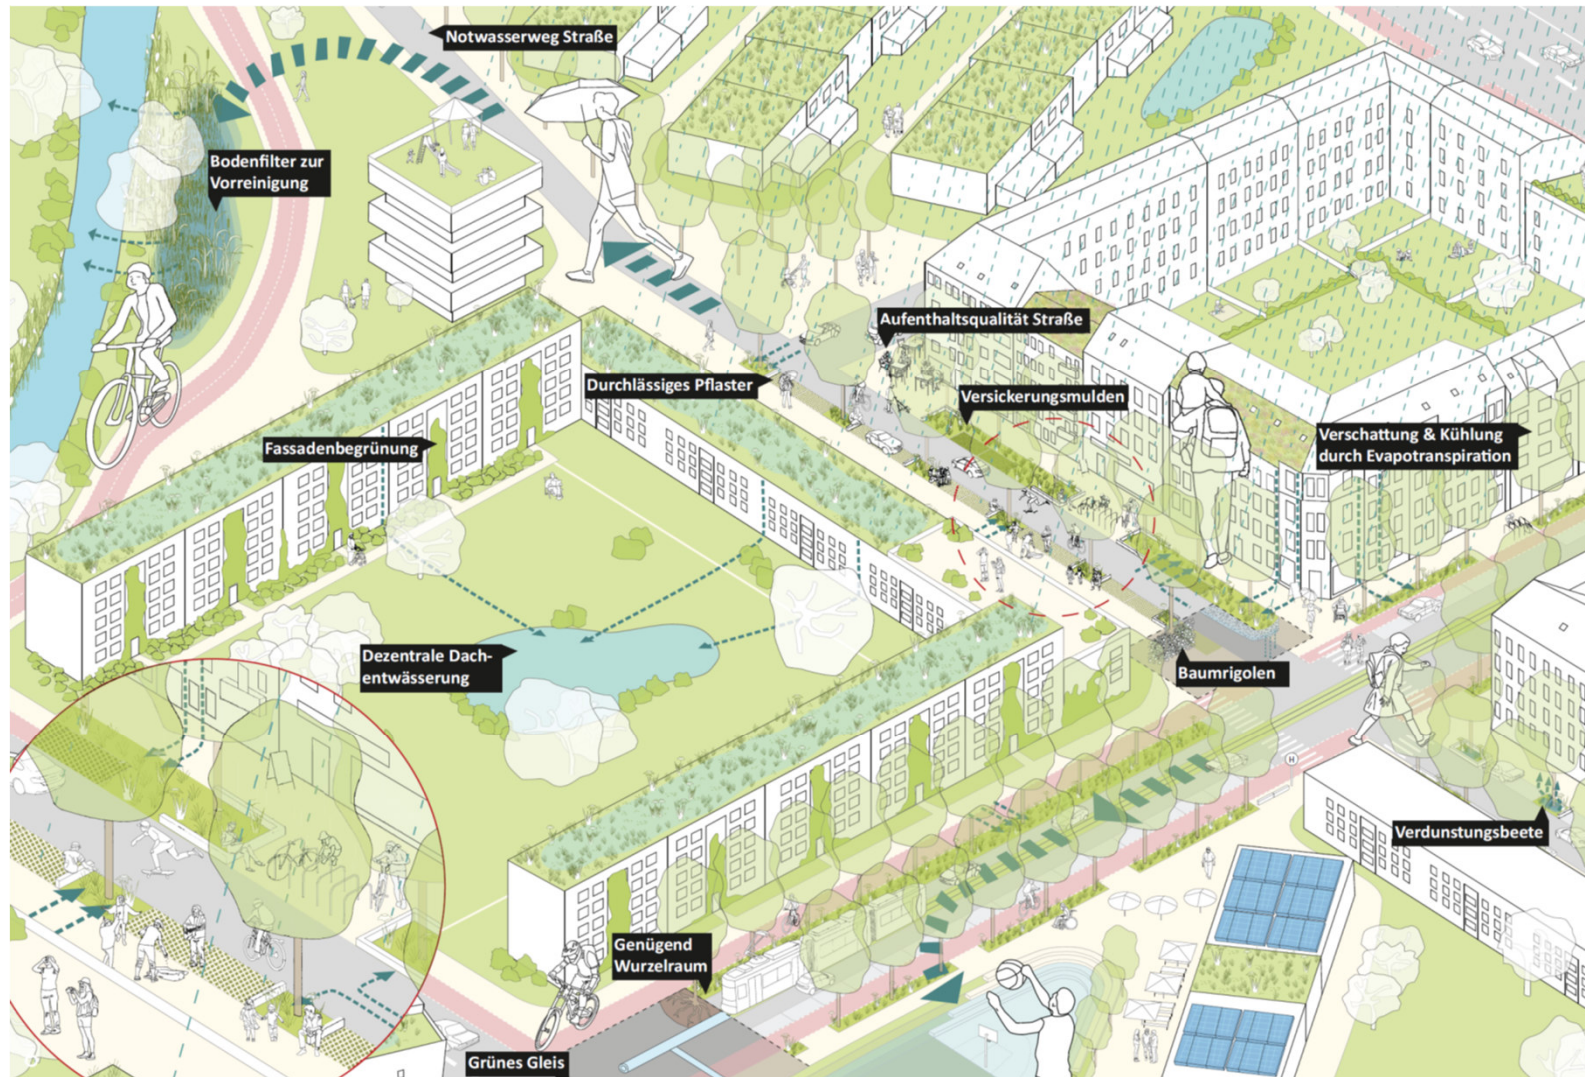 Notwasserweg Straße
Bodenfilter zur
Vorreinigung
Aufenthaltsqualität Straße
Durchlässiges Pflaster
Versickerungsmulden
Fassadenbegrünung
Verschattung & Kühlung
durch Evapotranspiration
Dezentrale Dach-
entwässerung
Baumrigolen
H
Verdunstungsbeete
Genügend
Wurzelraum
Grünes Gleis